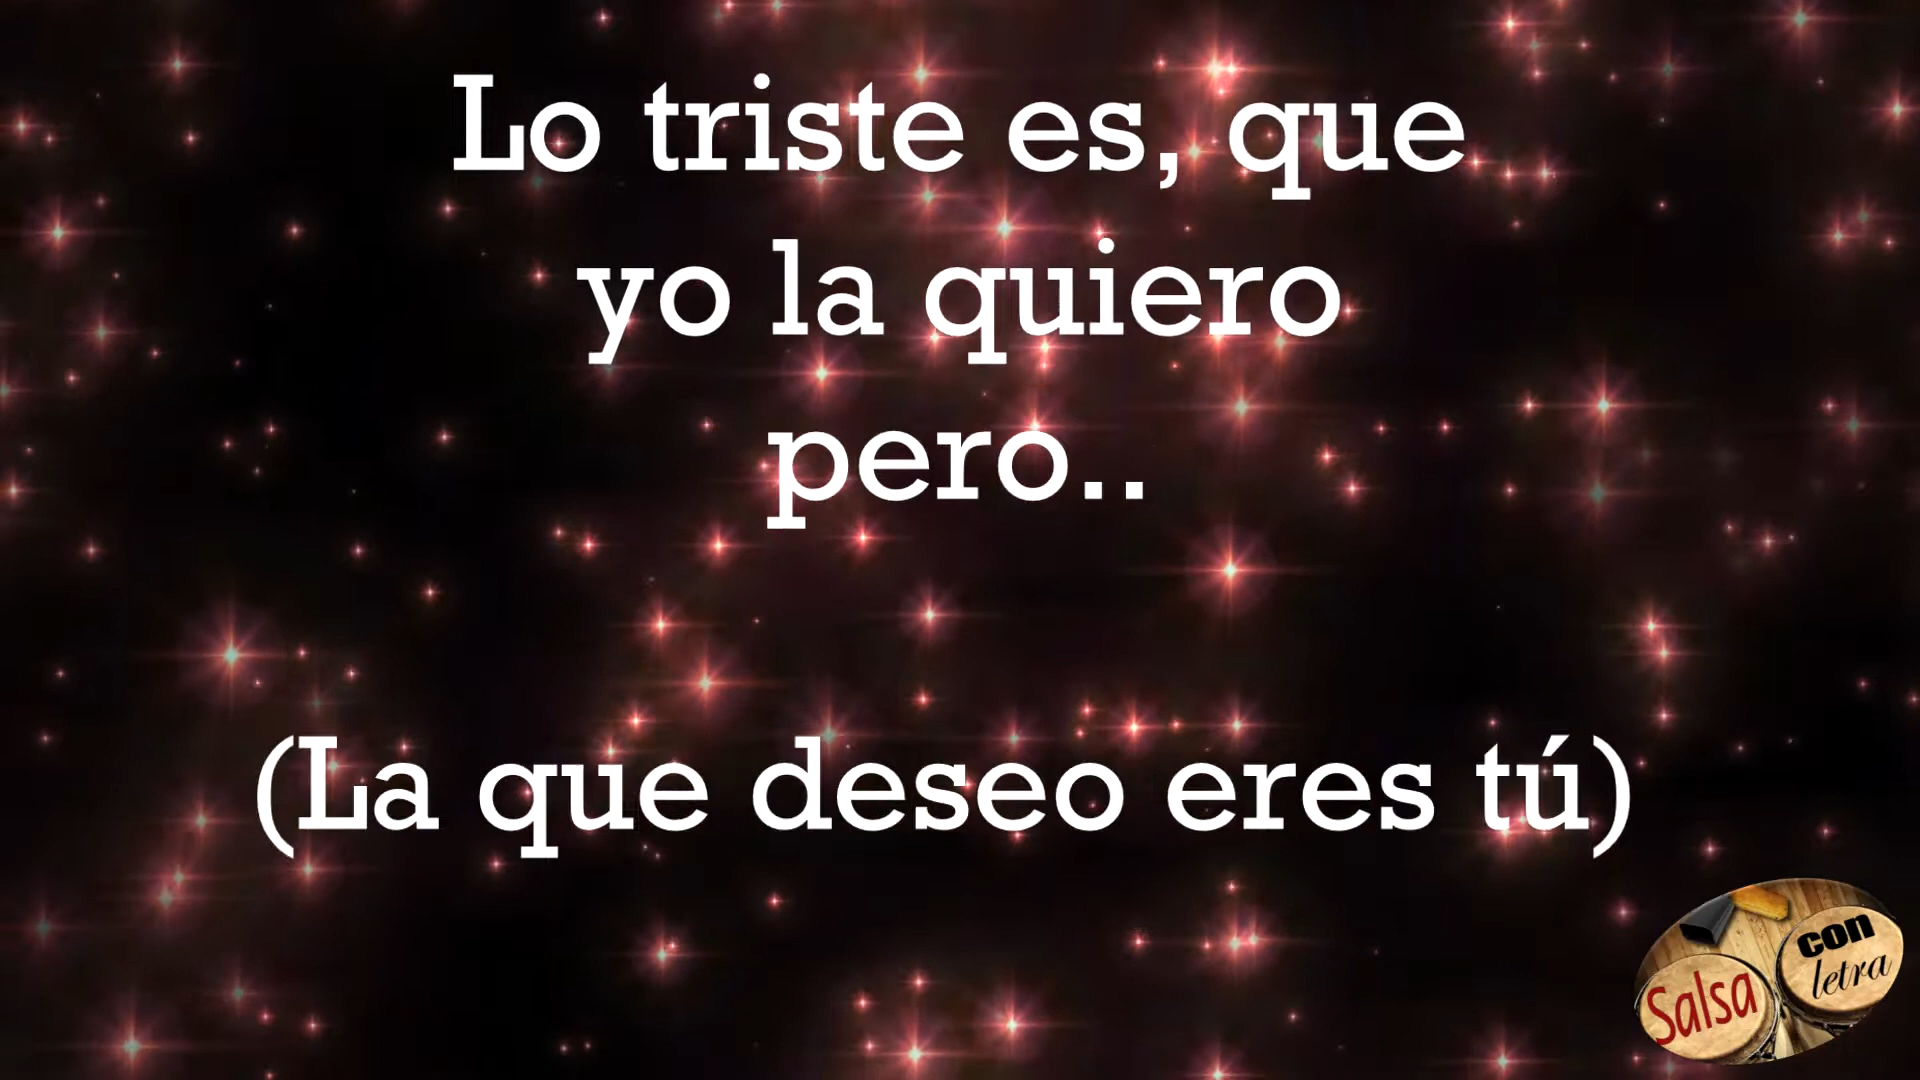 Lo triste es, que
yo la quiero
pero..
(La que deseo eres tú)
Salsa
con
letra